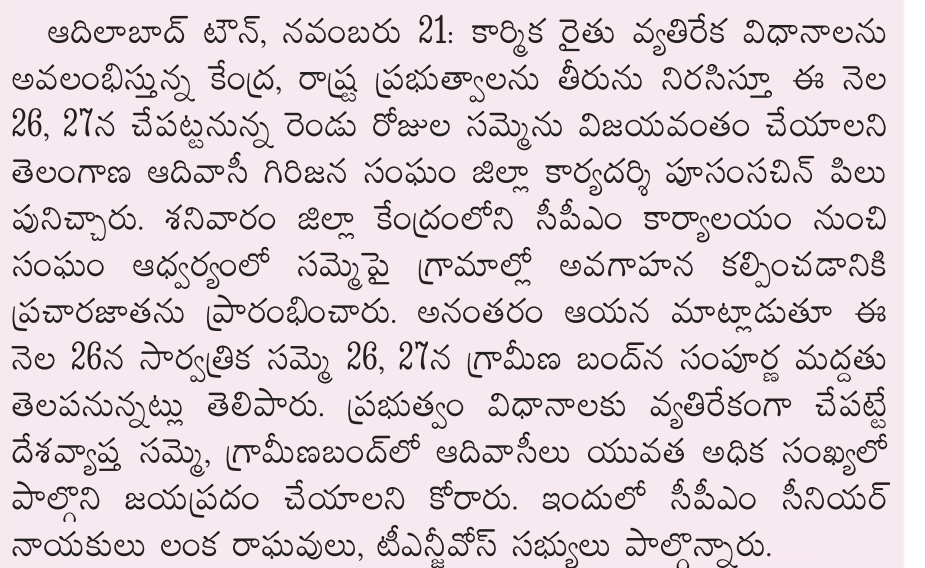 ఆదిలాబాద్ టౌన్, నవంబరు 21: కార్మిక రైతు వ్యతిరేక విధానాలను
అవలంభిస్తున్న కేంద్ర, రాష్ట్ర ప్రభుత్వాలను తీరును నిరసిస్తూ ఈ నెల
26, 27న చేపట్టనున్న రెండు రోజుల సమ్మెను విజయవంతం చేయాలని
తెలంగాణ ఆదివాసీ గిరిజన సంఘం జిల్లా కార్యదర్శి పూసంసచిన్ పిలు
పునిచ్చారు. శనివారం జిల్లా కేంద్రంలోని సీపీఎం కార్యాలయం నుంచి
సంఘం ఆధ్వర్యంలో సమ్మెపై గ్రామాల్లో అవగాహన కల్పించడానికి
ప్రచారజాతను ప్రారంభించారు. అనంతరం ఆయన మాట్లాడుతూ ఈ
నెల 26న సార్వత్రిక సమ్మె 26, 27న గ్రామీణ బంద్‌న సంపూర్ణ మద్దతు
తెలపనున్నట్లు తెలిపారు. ప్రభుత్వం విధానాలకు వ్యతిరేకంగా చేపట్టే
దేశవ్యాప్త సమ్మె, గ్రామీణబంద్‌లో ఆదివాసీలు యువత అధిక సంఖ్యలో
పాల్గొని జయప్రదం చేయాలని కోరారు. ఇందులో సీపీఎం సీనియర్
నాయకులు లంక రాఘవులు, టీఎన్జీవోస్ సభ్యులు పాల్గొన్నారు.